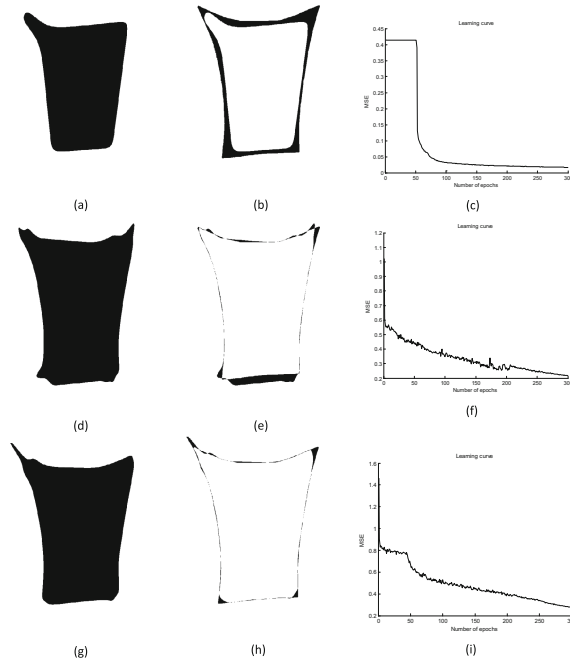 Learning curve
0.45
0.4
0.35
0.3
0.25
0.2
0.15
0.1
0.05
0
MSE
0 50 100 150 200 250 300
Number of epochs
(a) (b) (c)
Learning curve
1.2
1.1
1
0.9
0.8
0.7
0.6
0.5
0.4
0.3
0.2
MSE
0 50 100 150 200 250 300
Number of epochs
(d) (e) (f)
Learning curve
1.6
1.4
1.2
1
0.8
0.6
0.4
0.2
MSE
0 50 100 150 200 250 300
Number of epochs
(g) (h) (i)